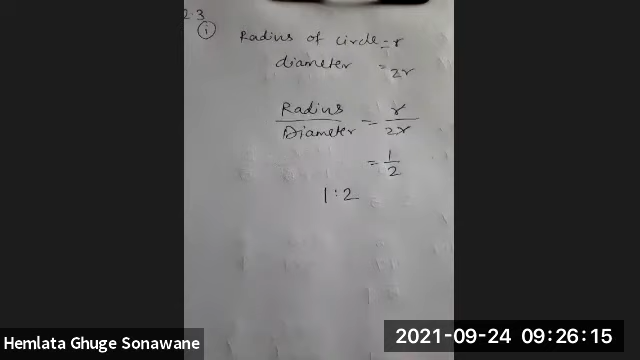 2.3
(i) Radius of circle = r
diameter = 2r
Radius / Diameter = r / 2r
= 1/2
1:2
Hemlata Ghuge Sonawane
2021-09-24 09:26:15